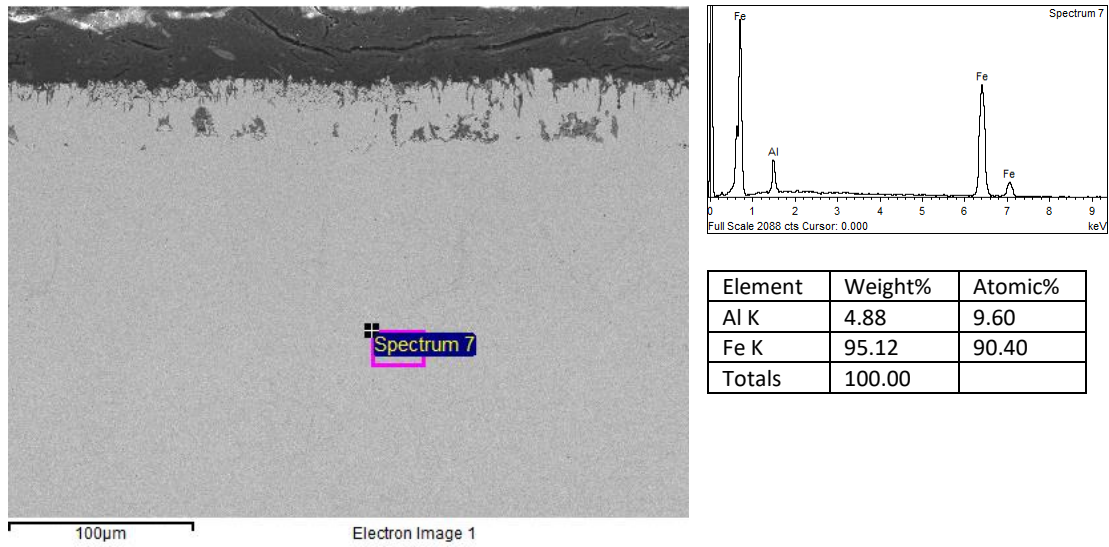 Spectrum 7
100µm
Electron Image 1
Spectrum 7
Fe
Al
Fe
Fe
0 1 2 3 4 5 6 7 8 9
Full Scale 2088 cts Cursor: 0.000 keV
Element Weight% Atomic%
Al K 4.88 9.60
Fe K 95.12 90.40
Totals 100.00